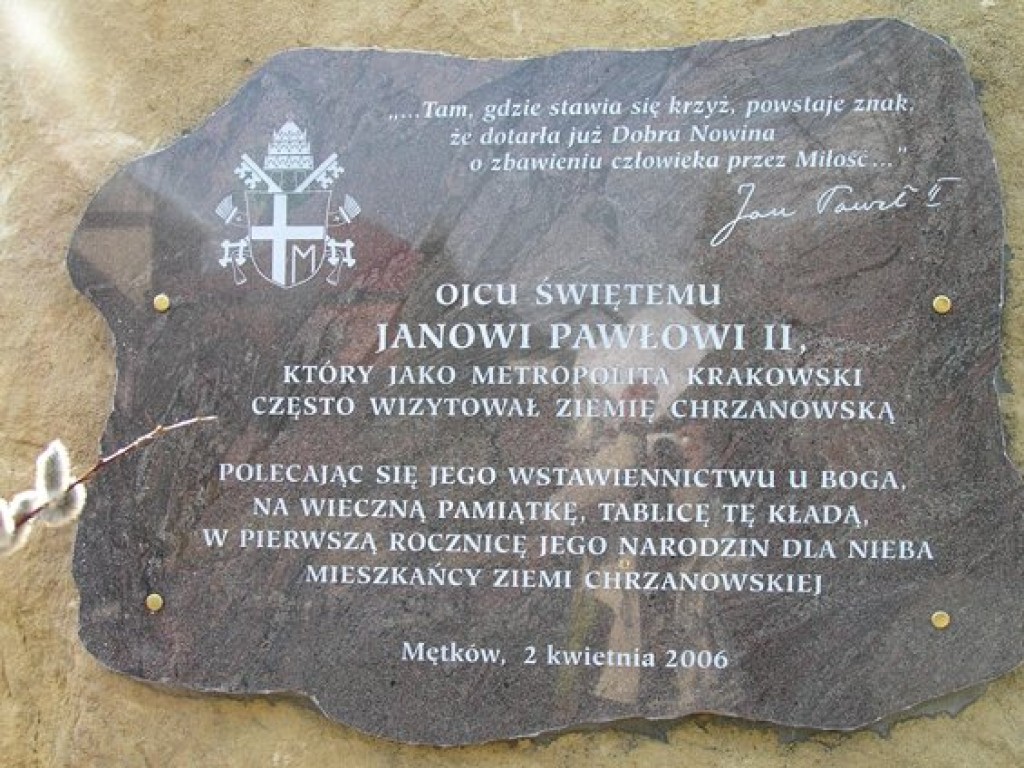 „....Tam, gdzie stawia się krzyż, powstaje znak,
że dotarła już Dobra Nowina
o zbawieniu człowieka przez Miłość..."
Jan Paweł II
M
OJCU ŚWIĘTEMU
JANOWI PAWŁOWI II,
KTÓRY JAKO METROPOLITA KRAKOWSKI
CZĘSTO WIZYTOWAŁ ZIEMIĘ CHRZANOWSKĄ
POLECAJĄC SIĘ JEGO WSTAWIENNICTWU U BOGA,
NA WIECZNĄ PAMIĄTKĘ, TABLICĘ TĘ KŁADĄ,
W PIERWSZĄ ROCZNICĘ JEGO NARODZIN DLA NIEBA
MIESZKAŃCY ZIEMI CHRZANOWSKIEJ
Mętków, 2 kwietnia 2006